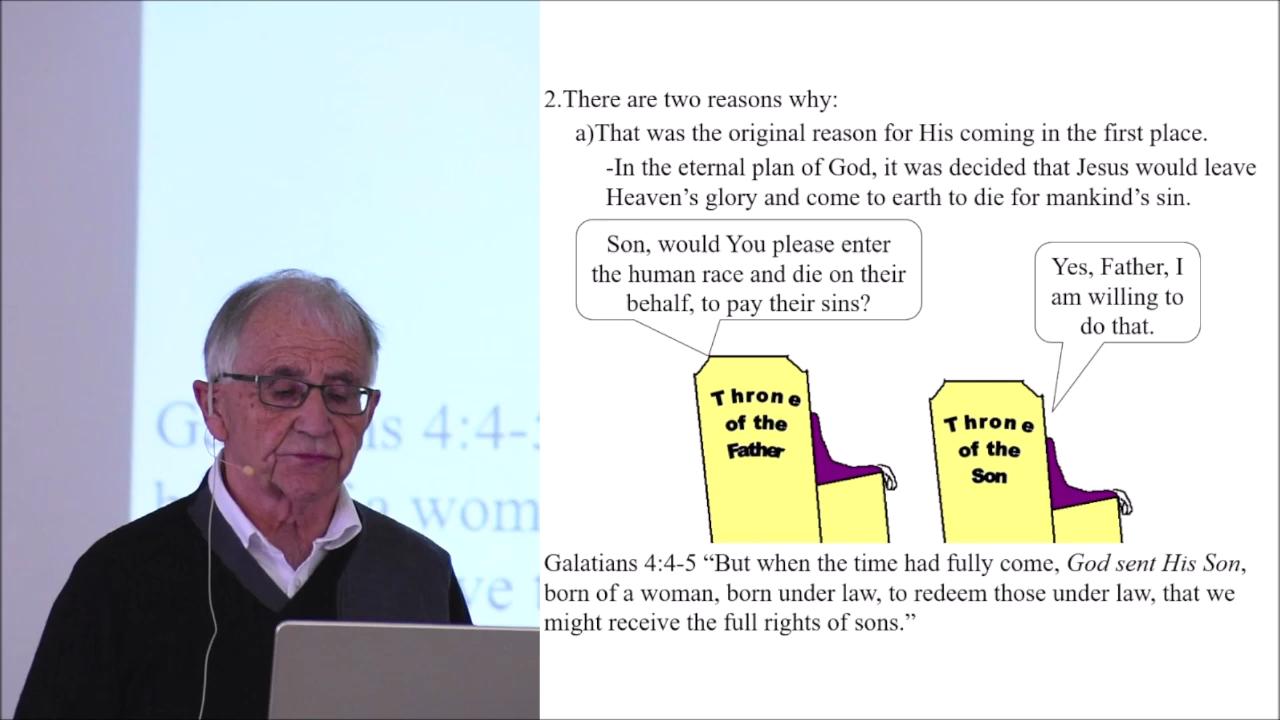 2.There are two reasons why:
a)That was the original reason for His coming in the first place.
-In the eternal plan of God, it was decided that Jesus would leave
Heaven’s glory and come to earth to die for mankind’s sin.
Son, would You please enter
the human race and die on their
behalf, to pay their sins?
Yes, Father, I
am willing to
do that.
Throne
of the
Father
Throne
of the
Son
Galatians 4:4-5 “But when the time had fully come, God sent His Son,
born of a woman, born under law, to redeem those under law, that we
might receive the full rights of sons.”
4:4-
wom